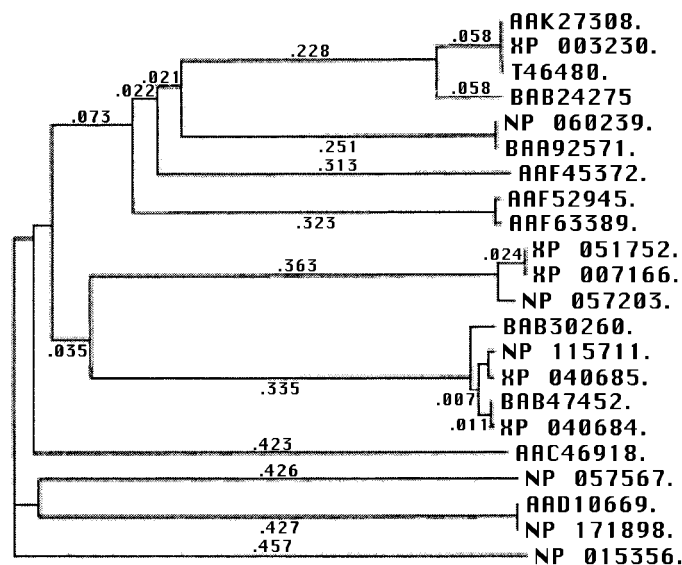 AAK27308.
.058 XP 003230.
.228
T46480.
.021
.022 .058 BAB24275
.073 NP 060239.
.251 BAA92571.
.313
AAF45372.
AAF52945.
.323 AAF63389.
.024 XP 051752.
.363 XP 007166.
NP 057203.
BAB30260.
.035 NP 115711.
.335 XP 040685.
.007 BAB47452.
.011 XP 040684.
.423 AAC46918.
.426 NP 057567.
AAD10669.
.427 NP 171898.
.457 NP 015356.